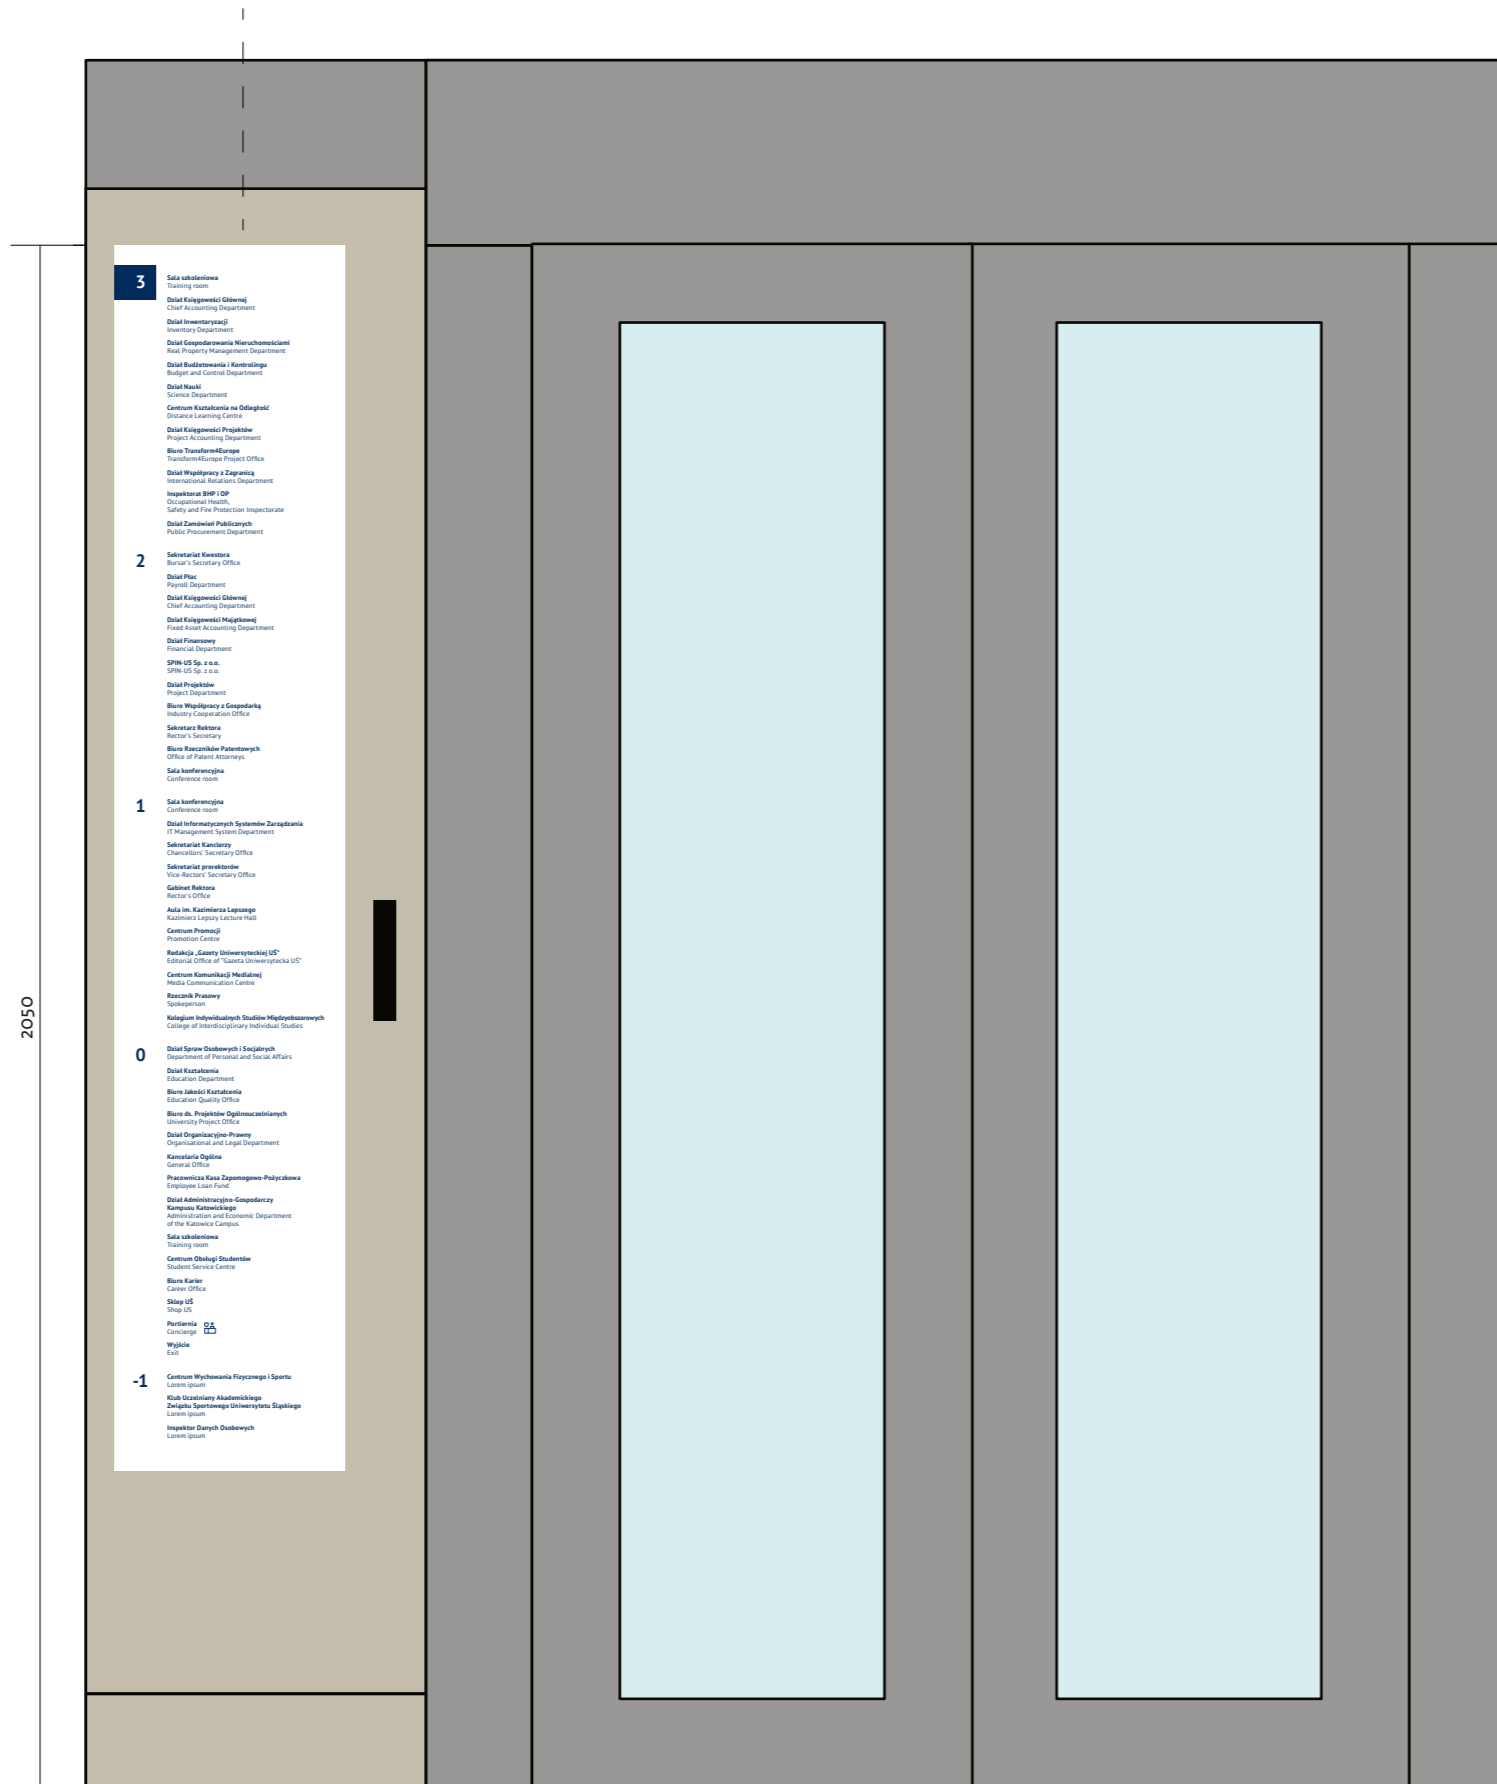 3
Sala szkoleniowa
Training room
Dział Księgowości Głównej
Chief Accounting Department
Dział Inwentaryzacji
Inventory Department
Dział Gospodarowania Nieruchomościami
Real Property Management Department
Dział Budżetowania i Kontrolingu
Budget and Control Department
Dział Nauki
Science Department
Centrum Kształcenia na Odległość
Distance Learning Centre
Dział Księgowości Projektów
Project Accounting Department
Biuro Transform4Europe
Transform4Europe Project Office
Dział Współpracy z Zagranicą
International Relations Department
Inspektorat BHP i OP
Occupational Health,
Safety and Fire Protection Inspectorate
Dział Zamówień Publicznych
Public Procurement Department
2
Sekretariat Kwestora
Bursar's Secretary Office
Dział Płac
Payroll Department
Dział Księgowości Głównej
Chief Accounting Department
Dział Księgowości Majątkowej
Fixed Asset Accounting Department
Dział Finansowy
Financial Department
SPIN-US Sp. z o.o.
SPIN-US Sp. z o.o.
Dział Projektów
Project Department
Biuro Współpracy z Gospodarką
Industry Cooperation Office
Sekretarz Rektora
Rector's Secretary
Biuro Rzeczników Patentowych
Office of Patent Attorneys
Sala konferencyjna
Conference room
1
Sala konferencyjna
Conference room
Dział Informatycznych Systemów Zarządzania
IT Management System Department
Sekretariat Kanclerzy
Chancellors' Secretary Office
Sekretariat prorektorów
Vice-Rectors' Secretary Office
Gabinet Rektora
Rector's Office
Aula im. Kazimierza Lepszego
Kazimierz Lepszy Lecture Hall
Centrum Promocji
Promotion Centre
Redakcja „Gazety Uniwersyteckiej UŚ"
Editorial Office of "Gazeta Uniwersytecka UŚ"
Centrum Komunikacji Medialnej
Media Communication Centre
Rzecznik Prasowy
Spokeperson
Kolegium Indywidualnych Studiów Międzyobszarowych
College of Interdisciplinary Individual Studies
0
Dział Spraw Osobowych i Socjalnych
Department of Personal and Social Affairs
Dział Kształcenia
Education Department
Biuro Jakości Kształcenia
Education Quality Office
Biuro ds. Projektów Ogólnouczelnianych
University Project Office
Dział Organizacyjno-Prawny
Organisational and Legal Department
Kancelaria Ogólna
General Office
Pracownicza Kasa Zapomogowo-Pożyczkowa
Employee Loan Fund
Dział Administracyjno-Gospodarczy
Kampusu Katowickiego
Administration and Economic Department
of the Katowice Campus
Sala szkoleniowa
Training room
Centrum Obsługi Studentów
Student Service Centre
Biuro Karier
Career Office
Sklep UŚ
Shop US
Portiernia
Concierge
Wyjście
Exit
-1
Centrum Wychowania Fizycznego i Sportu
Lorem ipsum
Klub Uczelniany Akademickiego
Związku Sportowego Uniwersytetu Śląskiego
Lorem ipsum
Inspektor Danych Osobowych
Lorem ipsum
2050